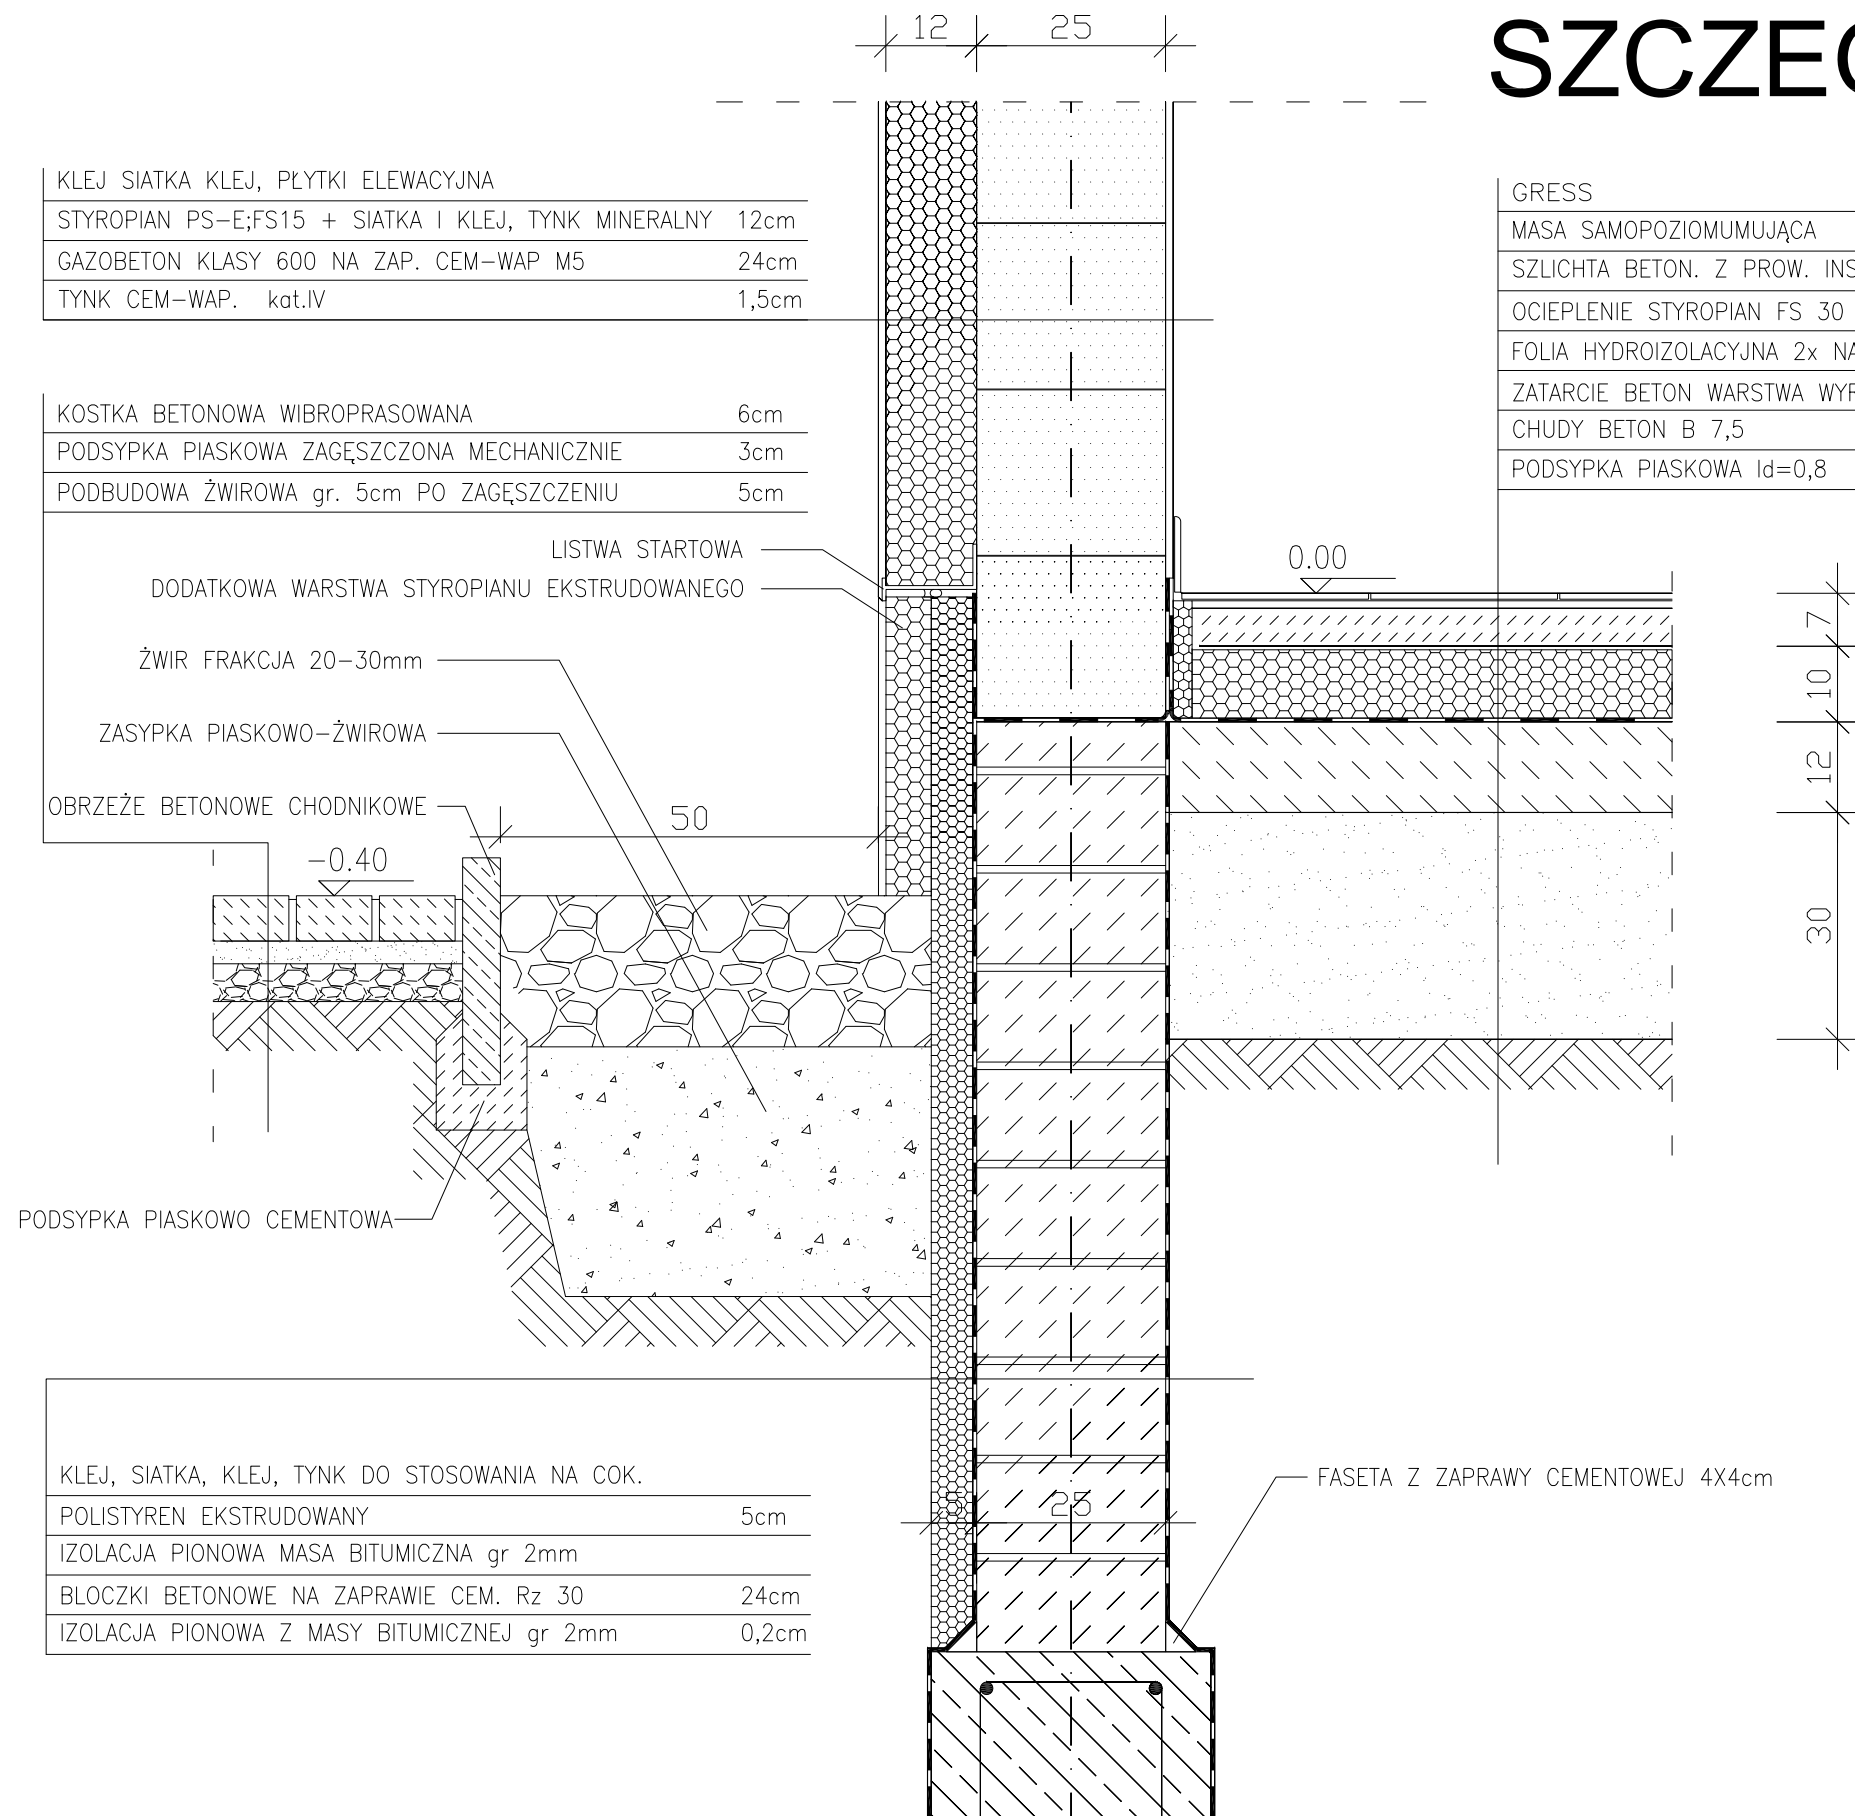 12 25
SZCZEG
KLEJ SIATKA KLEJ, PŁYTKI ELEWACYJNA
STYROPIAN PS-E;FS15 + SIATKA I KLEJ, TYNK MINERALNY 12cm
GAZOBETON KLASY 600 NA ZAP. CEM-WAP M5 24cm
TYNK CEM-WAP. kat.IV 1,5cm
GRESS
MASA SAMOPOZIOMUMUJĄCA
SZLICHTA BETON. Z PROW. INS
OCIEPLENIE STYROPIAN FS 30
FOLIA HYDROIZOLACYJNA 2x NA
ZATARCIE BETON WARSTWA WYR
CHUDY BETON B 7,5
PODSYPKA PIASKOWA Id=0,8
KOSTKA BETONOWA WIBROPRASOWANA 6cm
PODSYPKA PIASKOWA ZAGĘSZCZONA MECHANICZNIE 3cm
PODBUDOWA ŻWIROWA gr. 5cm PO ZAGĘSZCZENIU 5cm
LISTWA STARTOWA
DODATKOWA WARSTWA STYROPIANU EKSTRUDOWANEGO
ŻWIR FRAKCJA 20-30mm
ZASYPKA PIASKOWO-ŻWIROWA
OBRZEŻE BETONOWE CHODNIKOWE
50
-0.40
0.00
7
10
12
30
PODSYPKA PIASKOWO CEMENTOWA
KLEJ, SIATKA, KLEJ, TYNK DO STOSOWANIA NA COK.
POLISTYREN EKSTRUDOWANY 5cm
IZOLACJA PIONOWA MASA BITUMICZNA gr 2mm
BLOCZKI BETONOWE NA ZAPRAWIE CEM. Rz 30 24cm
IZOLACJA PIONOWA Z MASY BITUMICZNEJ gr 2mm 0,2cm
5 25
FASETA Z ZAPRAWY CEMENTOWEJ 4X4cm